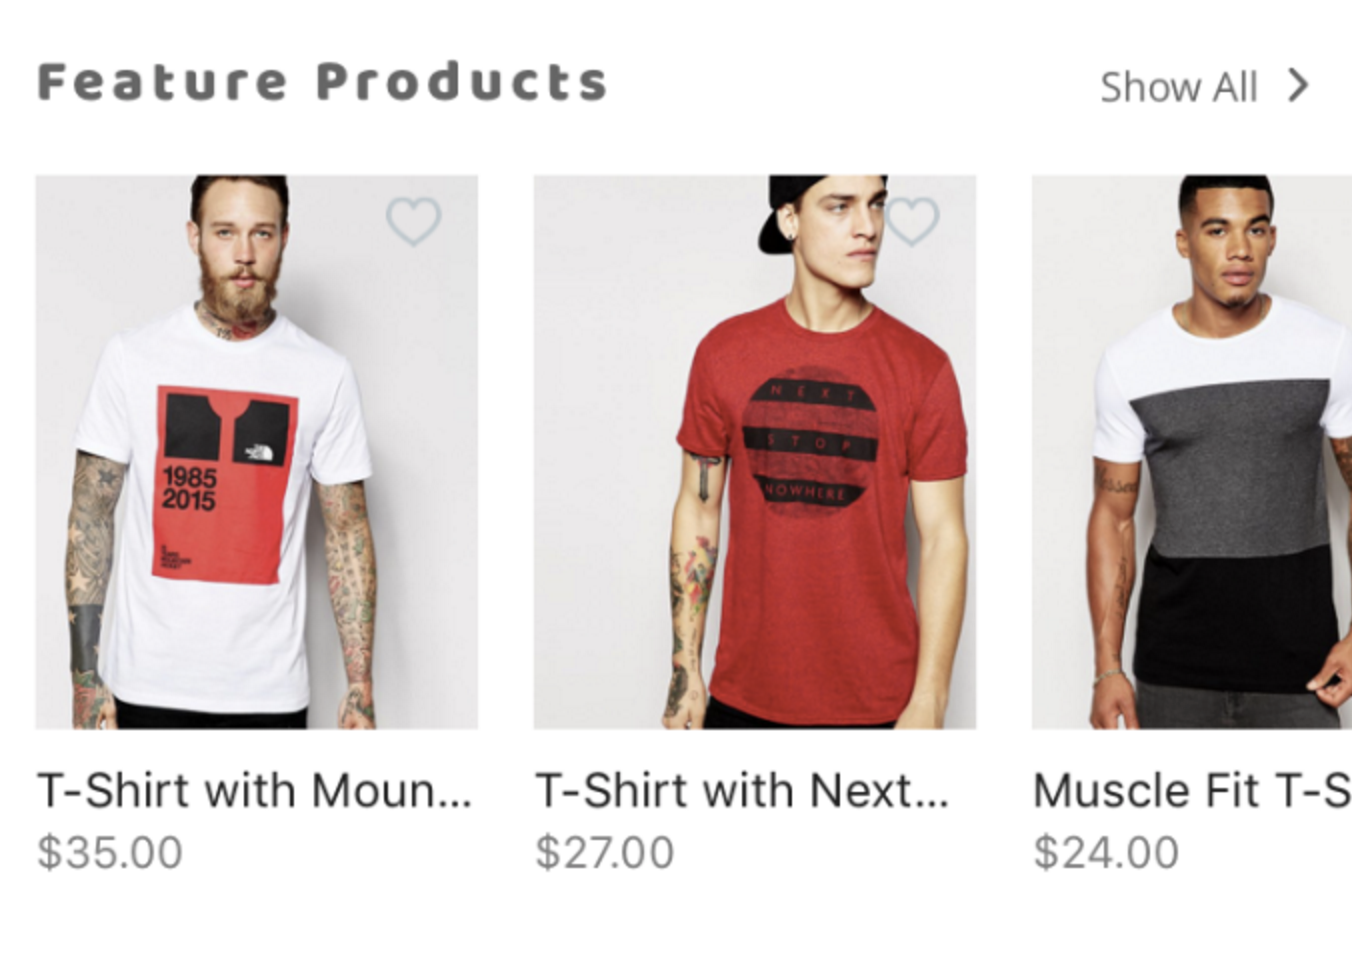 Feature Products
Show All
1985
2015
NEXT
STOP
NOWHERE
T-Shirt with Moun...
T-Shirt with Next...
Muscle Fit T-S
$35.00
$27.00
$24.00